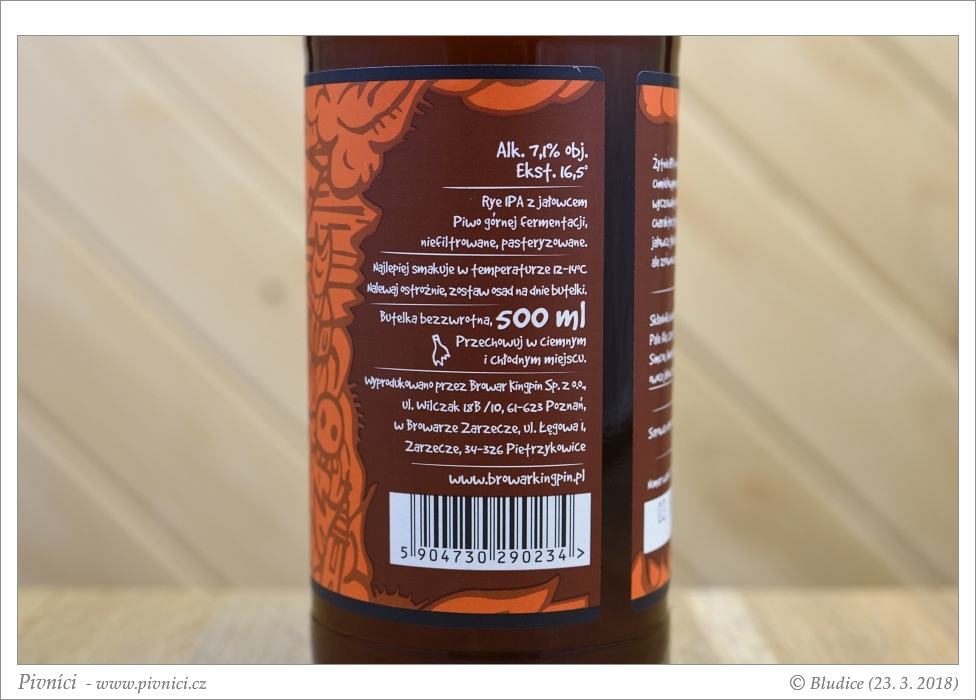 Alk. 7,1% obj.
Ekst. 16,5°
Rye IPA z jałowcem
Piwo górnej fermentacji,
niefiltrowane, pasteryzowane.
Najlepiej smakuje w temperaturze 12-14°C
Nalewaj ostrożnie, zostaw osad na dnie butelki.
Butelka bezzwrotna, 500 ml
Przechowuj w ciemnym
i chłodnym miejscu.
Wyprodukowano przez Browar Kingpin Sp. z o.o.,
ul. Wilczak 18B /10, 61-623 Poznań,
w Browarze Zarzecze, ul. Łęgowa 1,
Zarzecze, 34-326 Pietrzykowice
www.browarkingpin.pl
5 904730 290234 >
Pivníci - www.pivnici.cz
© Bludice (23. 3. 2018)